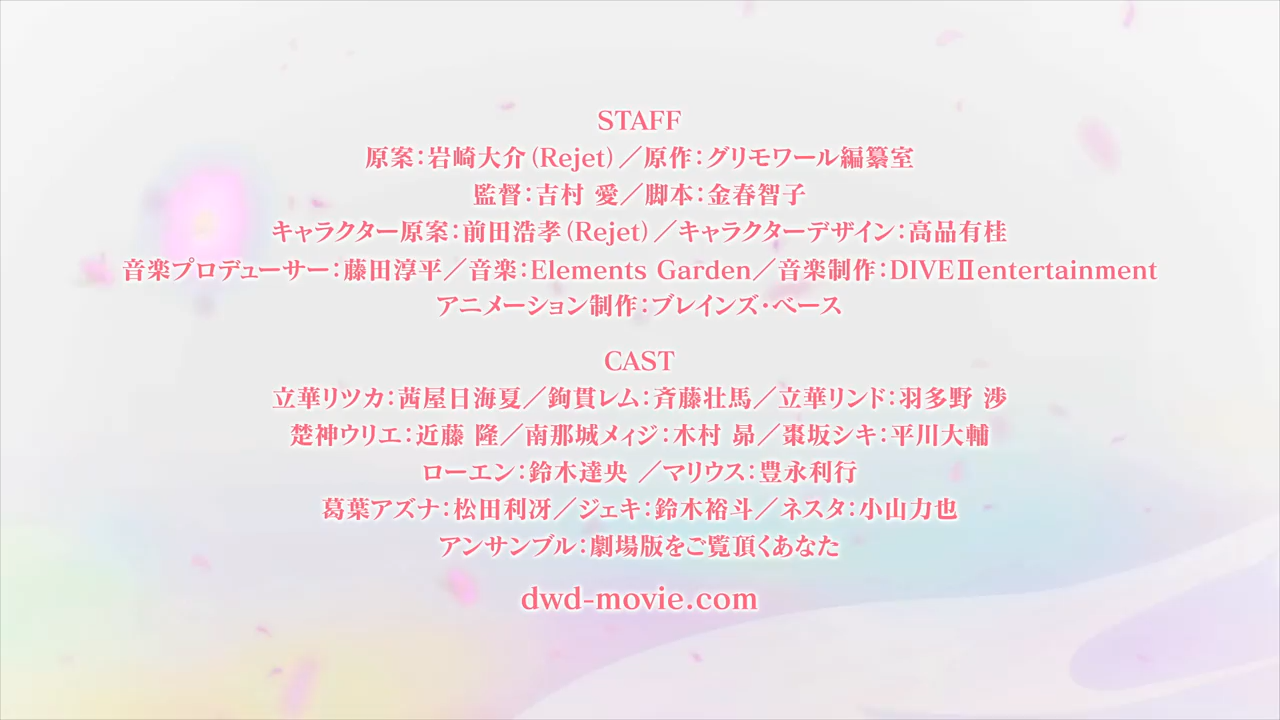 STAFF
原案：岩崎大介（Rejet）／原作：グリモワール編纂室
監督：吉村 愛／脚本：金春智子
キャラクター原案：前田浩孝（Rejet）／キャラクターデザイン：高品有桂
音楽プロデューサー：藤田淳平／音楽：Elements Garden／音楽制作：DIVEⅡentertainment
アニメーション制作：ブレインズ・ベース
CAST
立華リツカ：茜屋日海夏／鉤貫レム：斉藤壮馬／立華リンド：羽多野 渉
楚神ウリエ：近藤 隆／南那城メィジ：木村 昴／棗坂シキ：平川大輔
ローエン：鈴木達央 ／マリウス：豊永利行
葛葉アズナ：松田利冴／ジェキ：鈴木裕斗／ネスタ：小山力也
アンサンブル：劇場版をご覧頂くあなた
dwd-movie.com